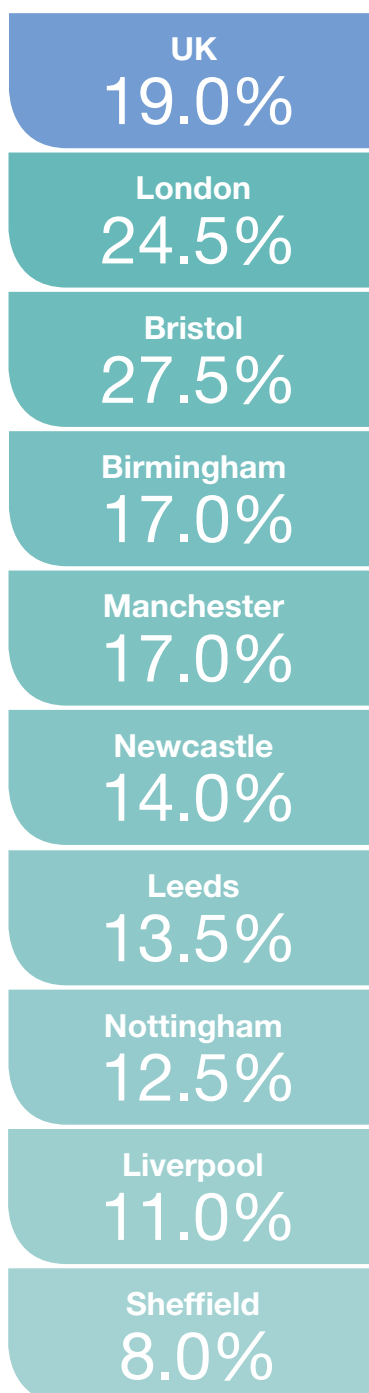 UK
19.0%
London
24.5%
Bristol
27.5%
Birmingham
17.0%
Manchester
17.0%
Newcastle
14.0%
Leeds
13.5%
Nottingham
12.5%
Liverpool
11.0%
Sheffield
8.0%